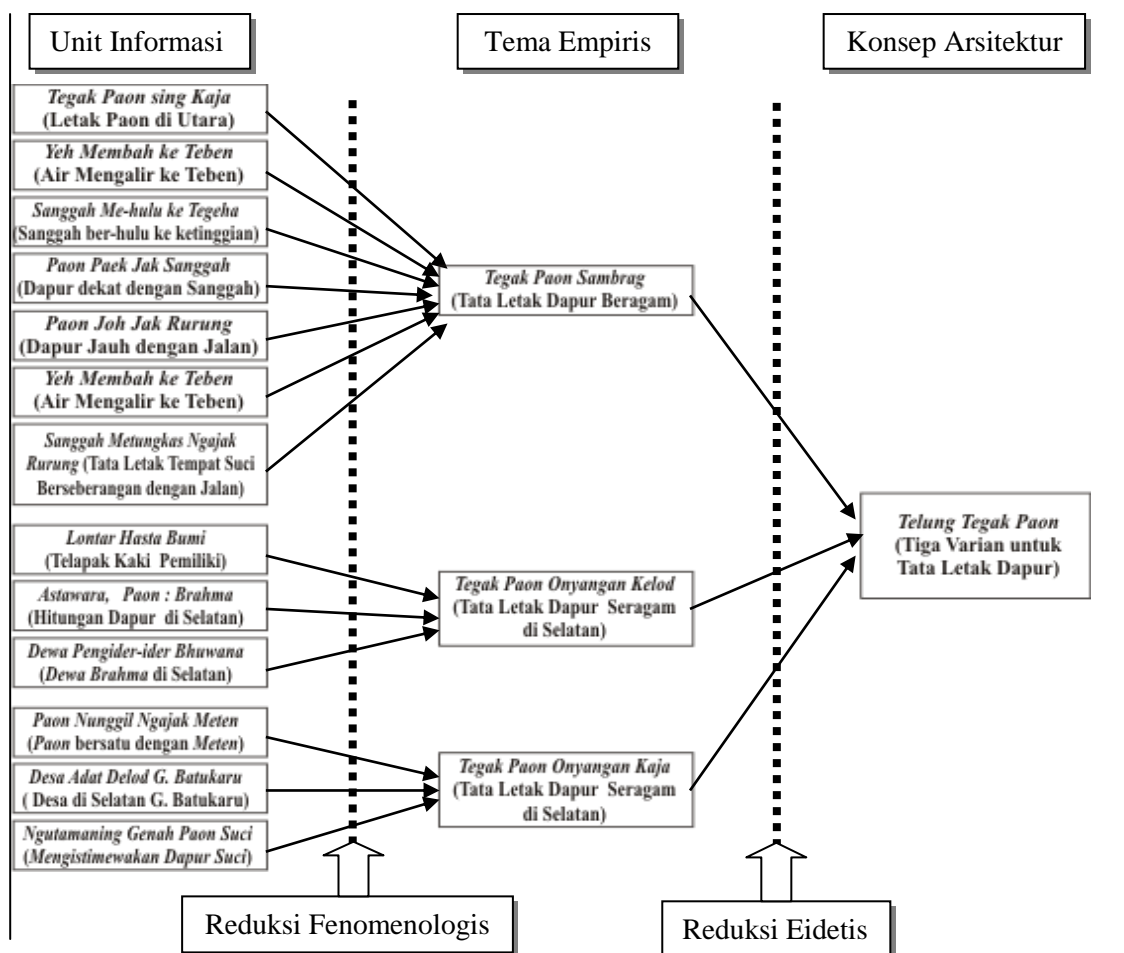 Unit Informasi
Tema Empiris
Konsep Arsitektur
Tegak Paon sing Kaja
(Letak Paon di Utara)
Yeh Membah ke Teben
(Air Mengalir ke Teben)
Sanggah Me-hulu ke Tegeha
(Sanggah ber-hulu ke ketinggian)
Paon Paek Jak Sanggah
(Dapur dekat dengan Sanggah)
Paon Joh Jak Rurung
(Dapur Jauh dengan Jalan)
Yeh Membah ke Teben
(Air Mengalir ke Teben)
Sanggah Metungkas Ngajak
Rurung (Tata Letak Tempat Suci
Berseberangan dengan Jalan)
Lontar Hasta Bumi
(Telapak Kaki Pemiliki)
Astawara, Paon : Brahma
(Hitungan Dapur di Selatan)
Dewa Pengider-ider Bhuwana
(Dewa Brahma di Selatan)
Paon Nunggil Ngajak Meten
(Paon bersatu dengan Meten)
Desa Adat Delod G. Batukaru
( Desa di Selatan G. Batukaru)
Ngutamaning Genah Paon Suci
(Mengistimewakan Dapur Suci)
Tegak Paon Sambrag
(Tata Letak Dapur Beragam)
Tegak Paon Onyangan Kelod
(Tata Letak Dapur Seragam
di Selatan)
Tegak Paon Onyangan Kaja
(Tata Letak Dapur Seragam
di Selatan)
Telung Tegak Paon
(Tiga Varian untuk
Tata Letak Dapur)
Reduksi Fenomenologis
Reduksi Eidetis